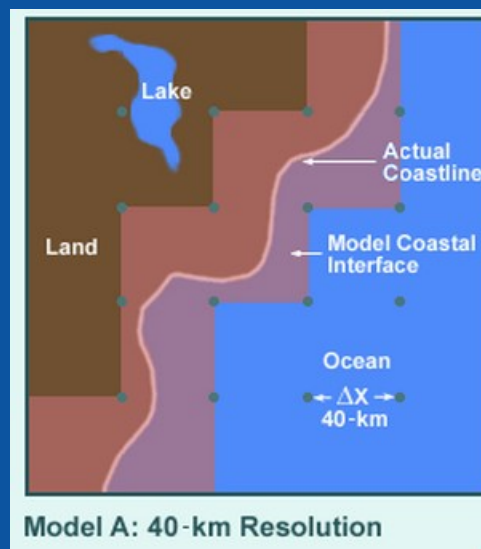 Lake
Actual
Coastline
Land
Model Coastal
Interface
Ocean
ΔX
40-km
Model A: 40-km Resolution